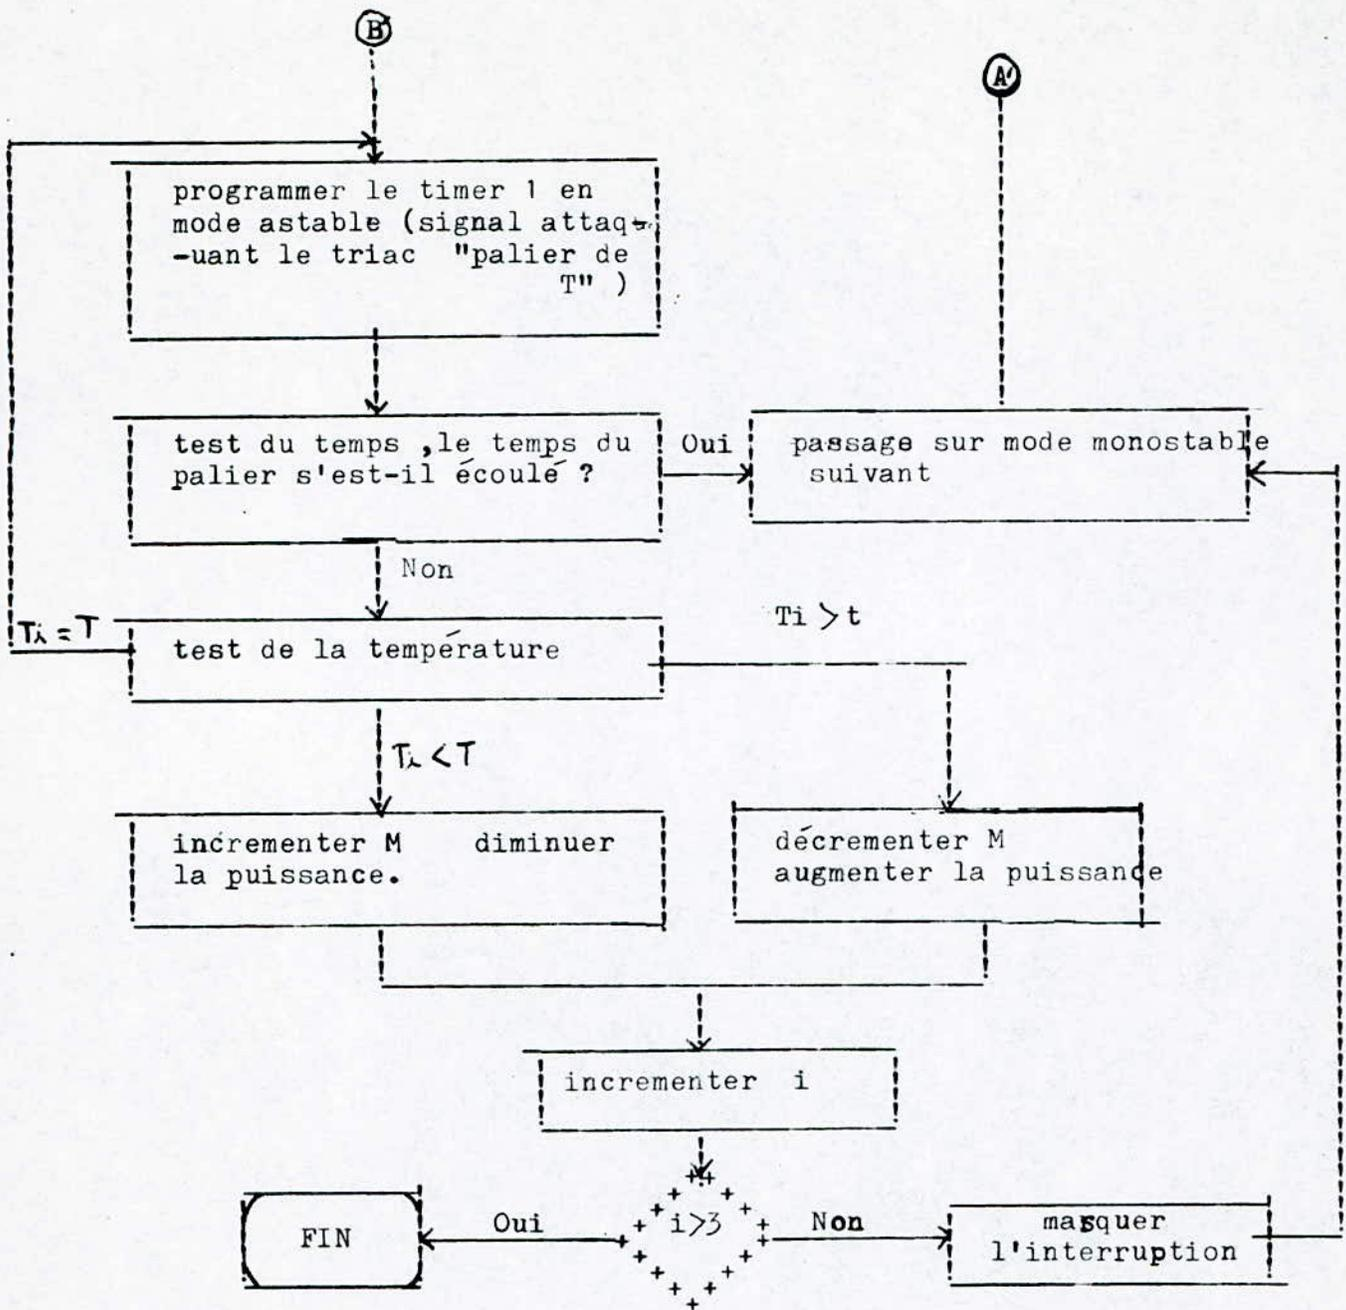 B
A
programmer le timer 1 en
mode astable (signal attaq-
-uant le triac "palier de
T" )
test du temps ,le temps du
palier s'est-il écoulé ?
Oui
passage sur mode monostable
suivant
Non
Ti = T
test de la température
Ti > t
Ti < T
incrementer M diminuer
la puissance.
décrementer M
augmenter la puissance
incrementer i
i>3
Oui
Non
FIN
masquer
l'interruption